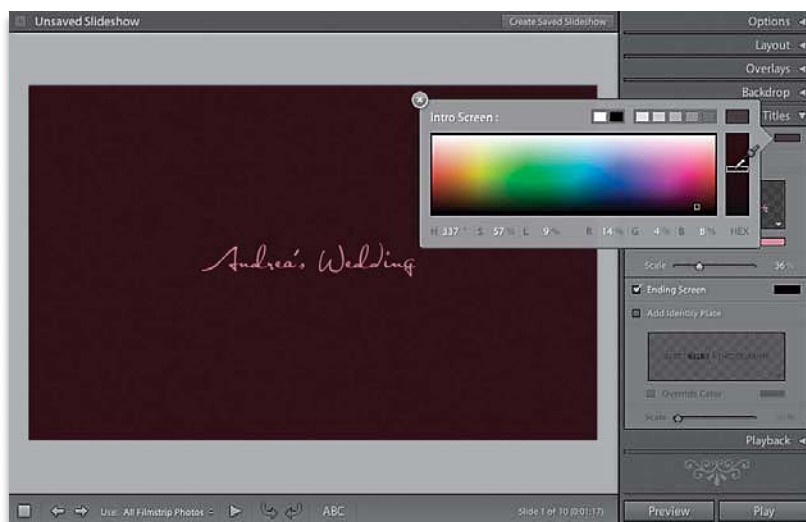 Unsaved Slideshow
Create Saved Slideshow
Andrea's Wedding
Intro Screen :
H 337 ° S 57 % L 9 % R 14 % G 4 % B 8 % HEX
Options
Layout
Overlays
Backdrop
Titles
Scale 36 %
Ending Screen
Add Identity Plate
Override Color
Scale
Playback
Use: All Filmstrip Photos
ABC
Slide 1 of 10 (0:01:17)
Preview
Play